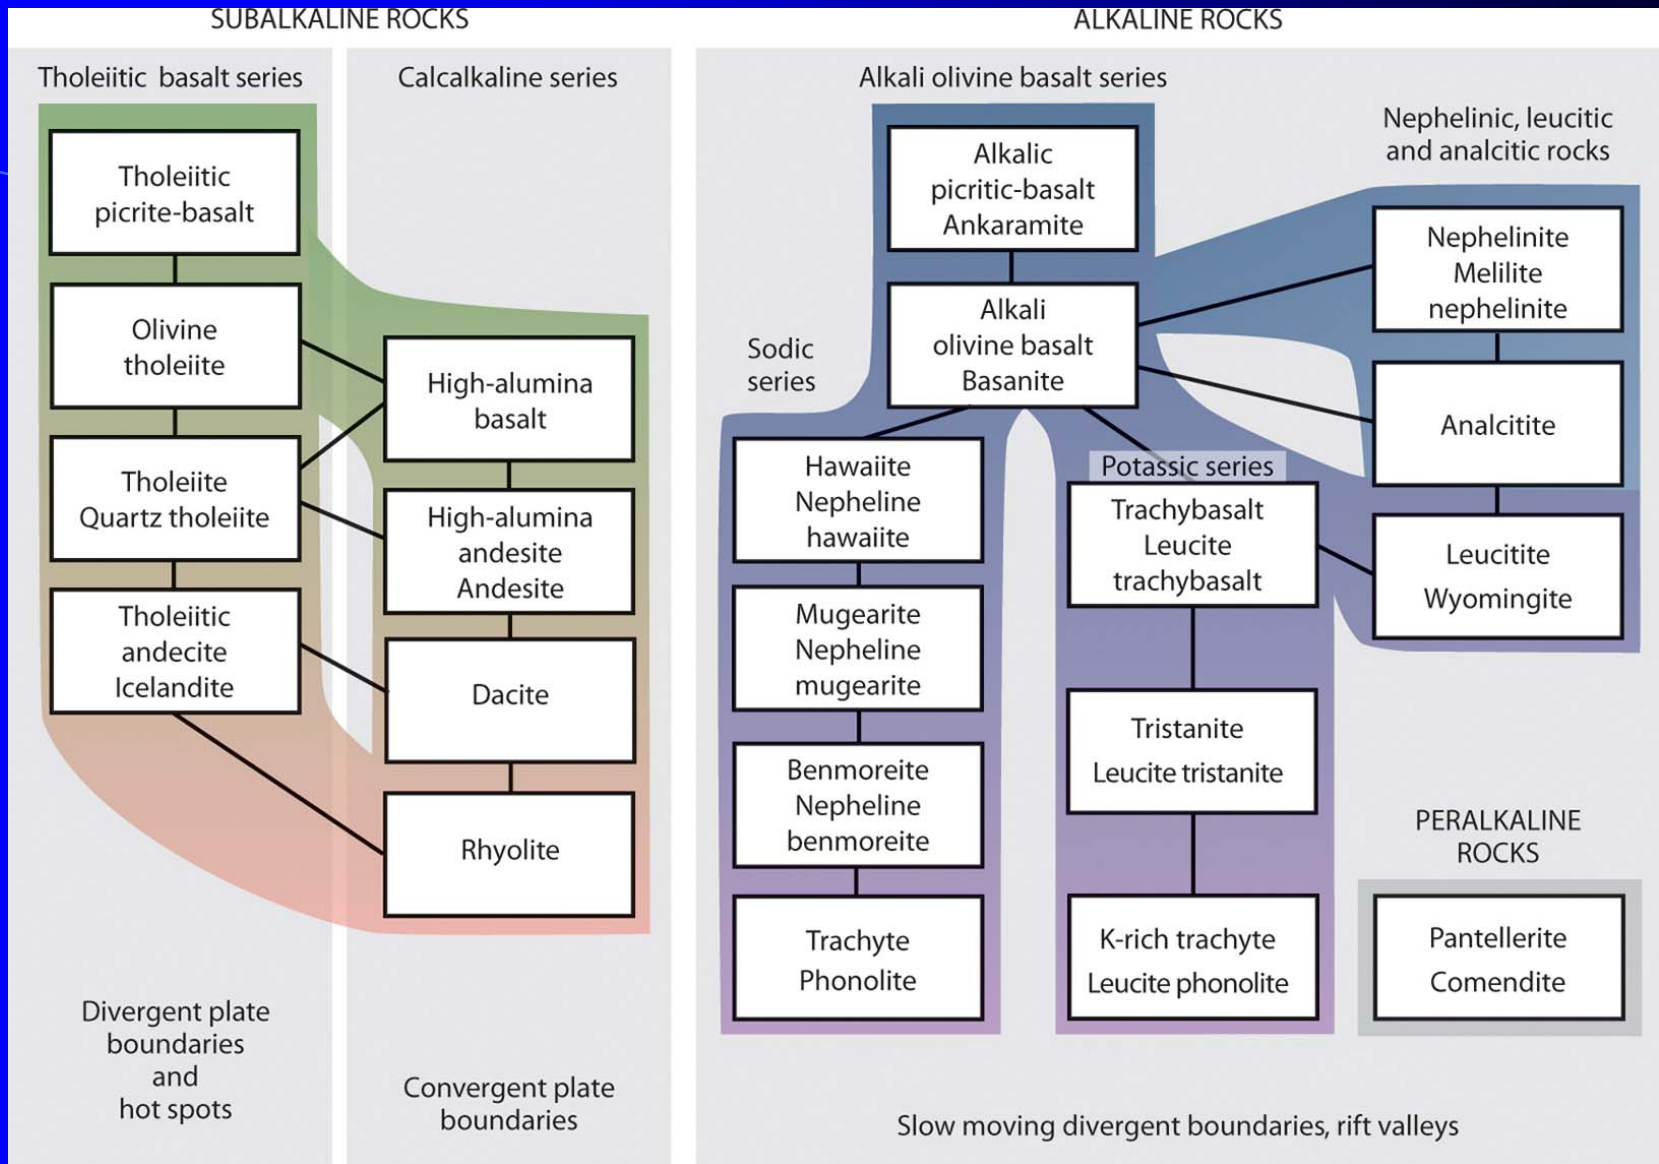 SUBALKALINE ROCKS
Tholeiitic basalt series
Calcalkaline series
Tholeiitic
picrite-basalt
Olivine
tholeiite
Tholeiite
Quartz tholeiite
Tholeiitic
andecite
Icelandite
High-alumina
basalt
High-alumina
andesite
Andesite
Dacite
Rhyolite
Divergent plate
boundaries
and
hot spots
Convergent plate
boundaries
ALKALINE ROCKS
Alkali olivine basalt series
Nephelinic, leucitic
and analcitic rocks
Alkalic
picritic-basalt
Ankaramite
Alkali
olivine basalt
Basanite
Sodic
series
Hawaiite
Nepheline
hawaiite
Mugearite
Nepheline
mugearite
Benmoreite
Nepheline
benmoreite
Trachyte
Phonolite
Potassic series
Trachybasalt
Leucite
trachybasalt
Tristanite
Leucite tristanite
K-rich trachyte
Leucite phonolite
Nephelinite
Melilite
nephelinite
Analcitite
Leucitite
Wyomingite
PERALKALINE
ROCKS
Pantellerite
Comendite
Slow moving divergent boundaries, rift valleys